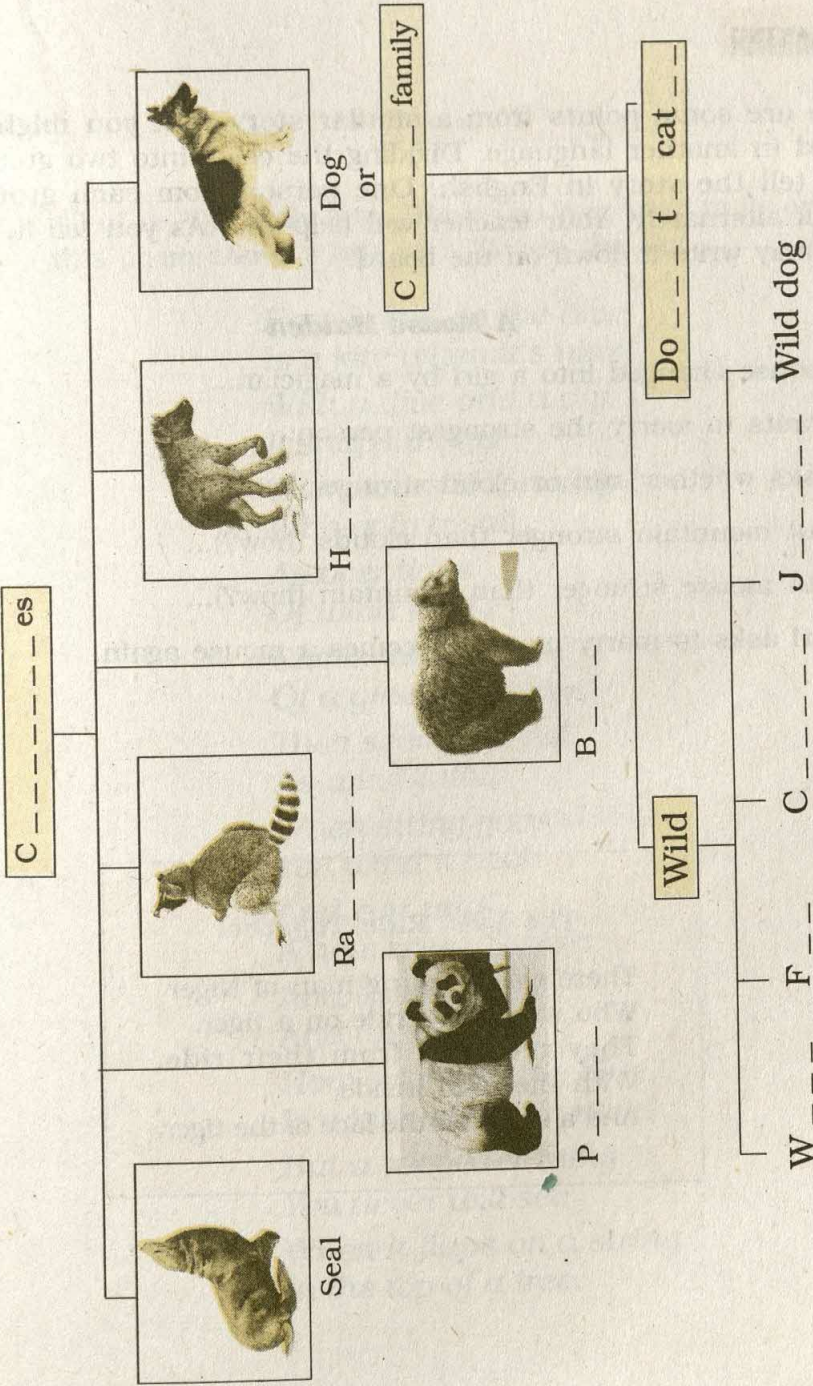 C _ _ _ _ _ _ _ es
Seal
Ra _ _ _ _ _
H _ _ _ _
Dog
or
C _ _ _ _ _ family
P _ _ _ _
B _ _ _
Wild
Do _ _ _ t _ cat _ _
W _ _ _
F _ _
C _ _ _ _ _
J _ _ _ _ _
Wild dog